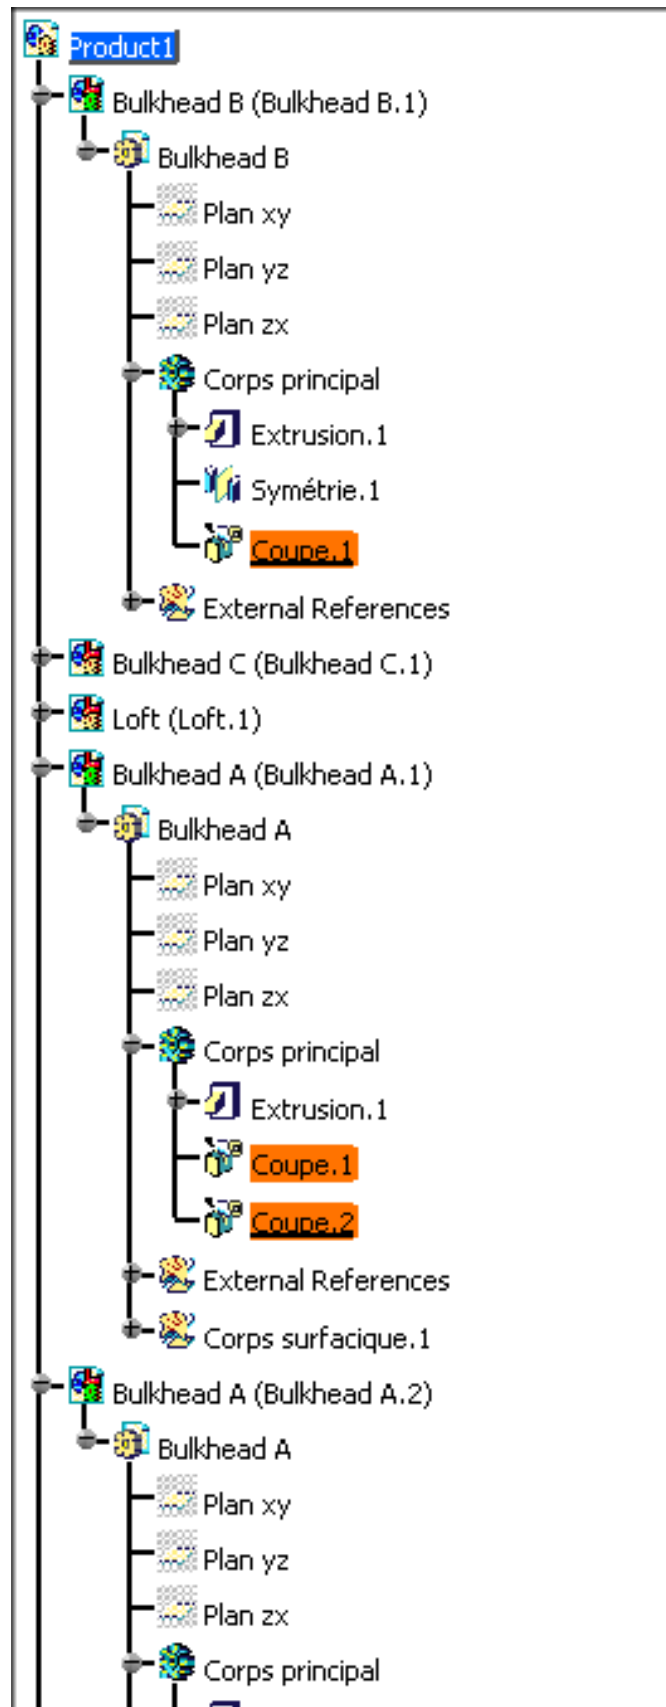 Product1
Bulkhead B (Bulkhead B.1)
Bulkhead B
Plan xy
Plan yz
Plan zx
Corps principal
Extrusion.1
Symétrie.1
Coupe.1
External References
Bulkhead C (Bulkhead C.1)
Loft (Loft.1)
Bulkhead A (Bulkhead A.1)
Bulkhead A
Plan xy
Plan yz
Plan zx
Corps principal
Extrusion.1
Coupe.1
Coupe.2
External References
Corps surfacique.1
Bulkhead A (Bulkhead A.2)
Bulkhead A
Plan xy
Plan yz
Plan zx
Corps principal